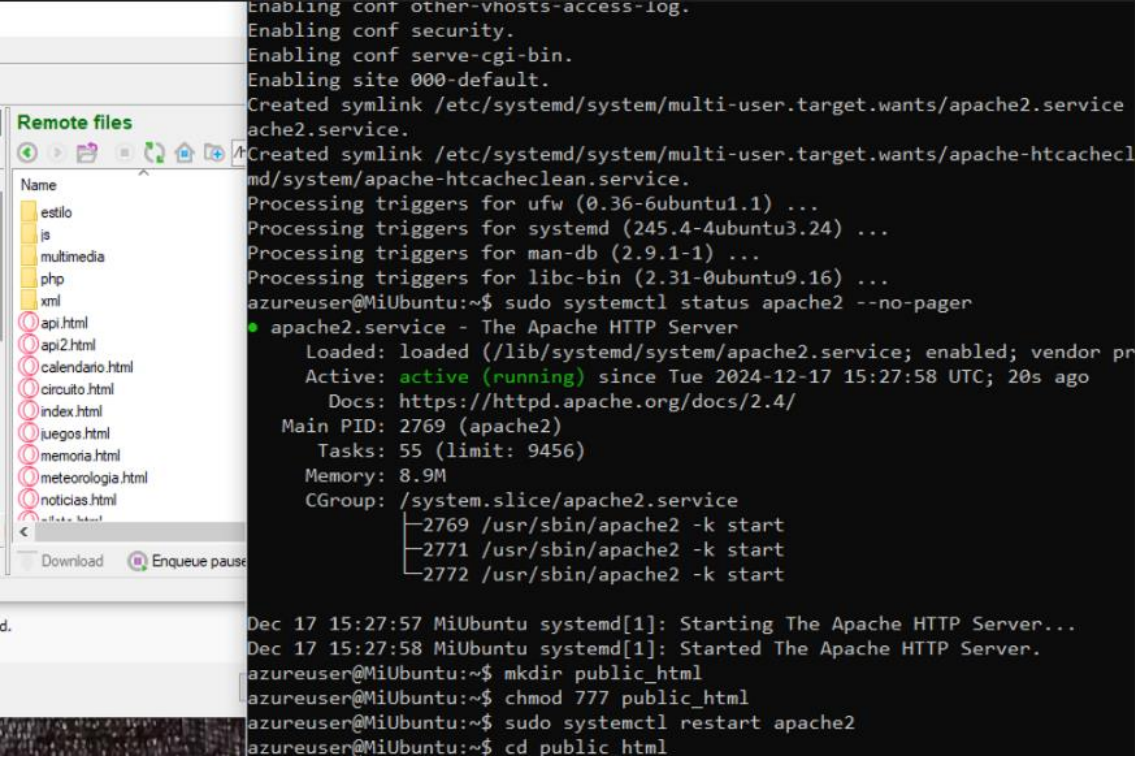 Remote files
/h
Name
estilo
js
multimedia
php
xml
api.html
api2.html
calendario.html
circuito.html
index.html
juegos.html
memoria.html
meteorologia.html
noticias.html
Download
Enqueue pause
d.
Enabling conf other-vhosts-access-log.
Enabling conf security.
Enabling conf serve-cgi-bin.
Enabling site 000-default.
Created symlink /etc/systemd/system/multi-user.target.wants/apache2.service
ache2.service.
Created symlink /etc/systemd/system/multi-user.target.wants/apache-htcachecl
md/system/apache-htcacheclean.service.
Processing triggers for ufw (0.36-6ubuntu1.1) ...
Processing triggers for systemd (245.4-4ubuntu3.24) ...
Processing triggers for man-db (2.9.1-1) ...
Processing triggers for libc-bin (2.31-0ubuntu9.16) ...
azureuser@MiUbuntu:~$ sudo systemctl status apache2 --no-pager
● apache2.service - The Apache HTTP Server
Loaded: loaded (/lib/systemd/system/apache2.service; enabled; vendor pr
Active: active (running) since Tue 2024-12-17 15:27:58 UTC; 20s ago
Docs: https://httpd.apache.org/docs/2.4/
Main PID: 2769 (apache2)
Tasks: 55 (limit: 9456)
Memory: 8.9M
CGroup: /system.slice/apache2.service
├─2769 /usr/sbin/apache2 -k start
├─2771 /usr/sbin/apache2 -k start
└─2772 /usr/sbin/apache2 -k start
Dec 17 15:27:57 MiUbuntu systemd[1]: Starting The Apache HTTP Server...
Dec 17 15:27:58 MiUbuntu systemd[1]: Started The Apache HTTP Server.
azureuser@MiUbuntu:~$ mkdir public_html
azureuser@MiUbuntu:~$ chmod 777 public_html
azureuser@MiUbuntu:~$ sudo systemctl restart apache2
azureuser@MiUbuntu:~$ cd public_html